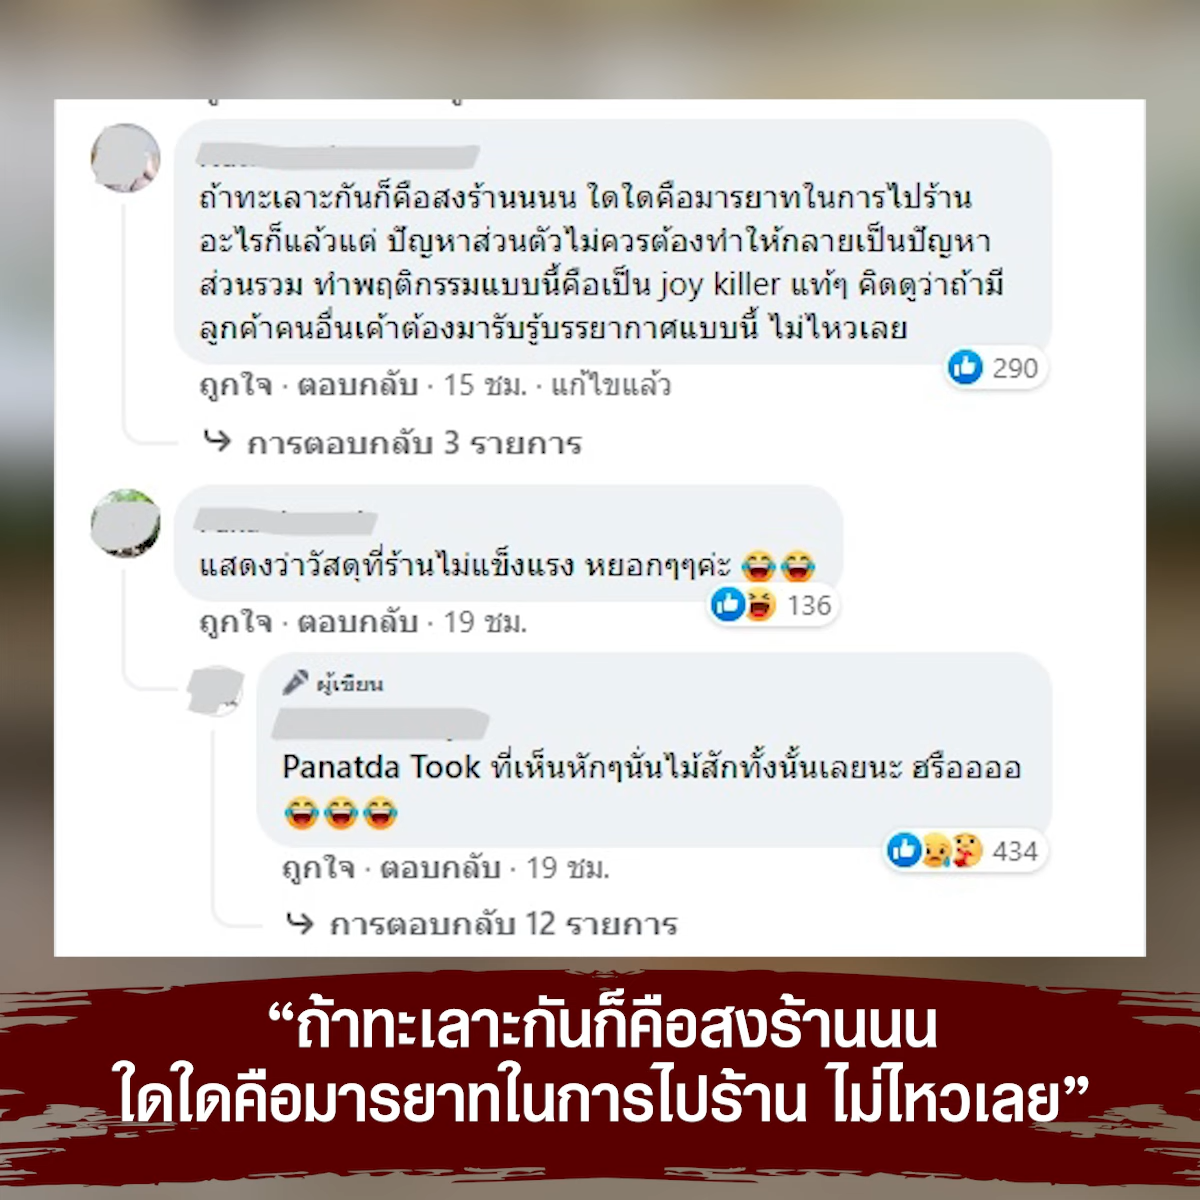 ถ้าทะเลาะกันก็คือสงร้านนนน ใดใดคือมารยาทในการไปร้าน
อะไรก็แล้วแต่ ปัญหาส่วนตัวไม่ควรต้องทำให้กลายเป็นปัญหา
ส่วนรวม ทำพฤติกรรมแบบนี้คือเป็น joy killer แท้ๆ คิดดูว่าถ้ามี
ลูกค้าคนอื่นเค้าต้องมารับรู้บรรยากาศแบบนี้ ไม่ไหวเลย
290
ถูกใจ · ตอบกลับ · 15 ชม. · แก้ไขแล้ว
การตอบกลับ 3 รายการ
แสดงว่าวัสดุที่ร้านไม่แข็งแรง หยอกๆๆค่ะ 😂😂
136
ถูกใจ · ตอบกลับ · 19 ชม.
ผู้เขียน
Panatda Took ที่เห็นหักๆนั่นไม้สักทั้งนั้นเลยนะ ฮรืออออ
😂😂😂
434
ถูกใจ · ตอบกลับ · 19 ชม.
การตอบกลับ 12 รายการ
“ถ้าทะเลาะกันก็คือสงร้านนน
ใดใดคือมารยาทในการไปร้าน ไม่ไหวเลย”